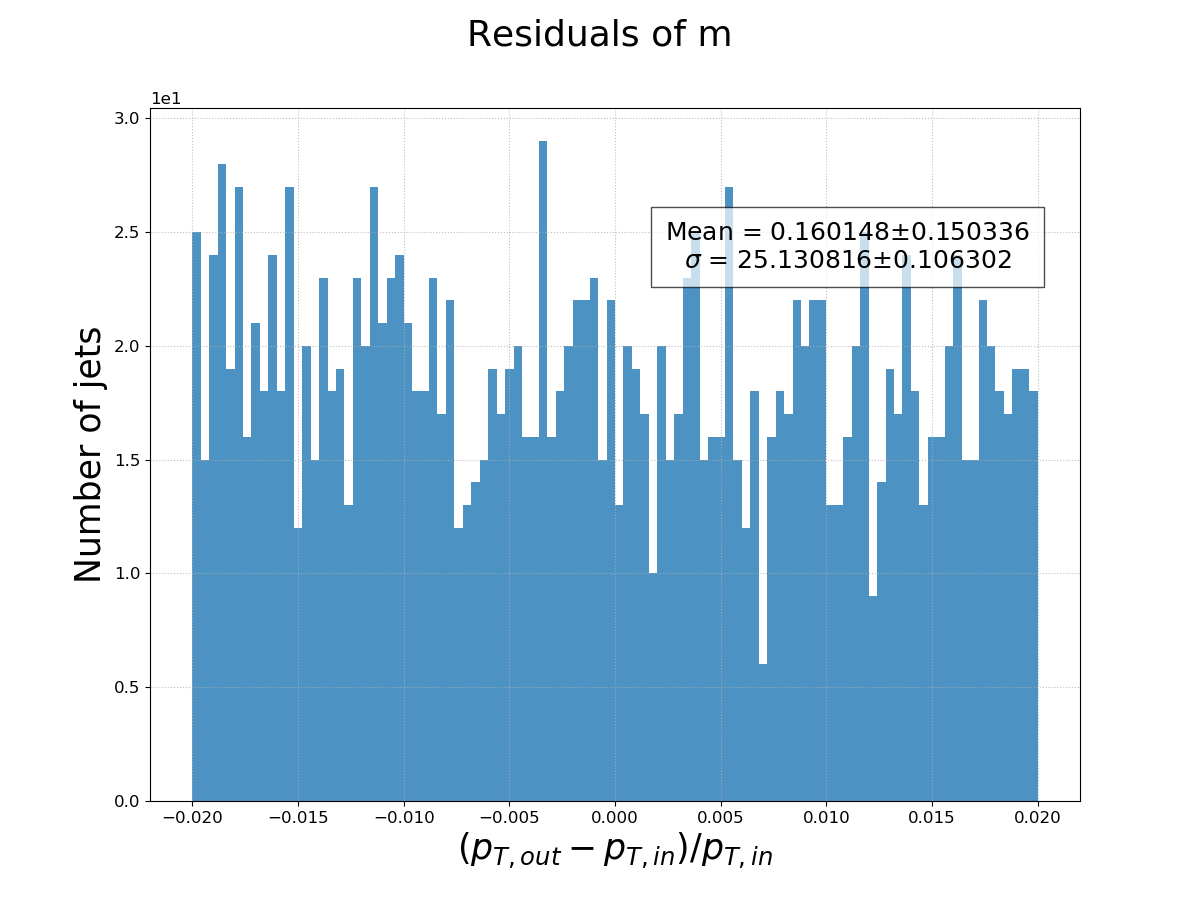 Residuals of m
1e1
3.0
2.5
2.0
1.5
1.0
0.5
0.0
Number of jets
Mean = 0.160148±0.150336
σ = 25.130816±0.106302
−0.020 −0.015 −0.010 −0.005 0.000 0.005 0.010 0.015 0.020
(p_{T,out} − p_{T,in})/p_{T,in}